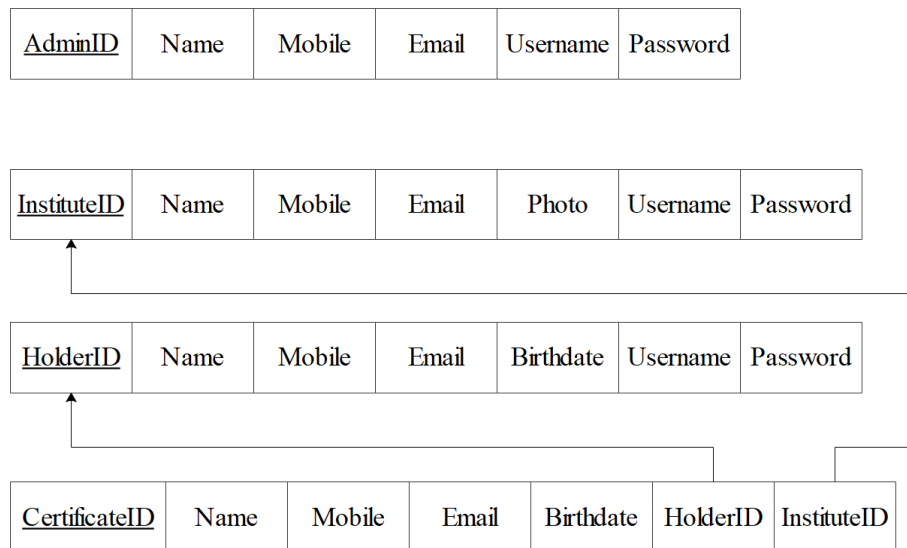 AdminID Name Mobile Email Username Password
InstituteID Name Mobile Email Photo Username Password
HolderID Name Mobile Email Birthdate Username Password
CertificateID Name Mobile Email Birthdate HolderID InstituteID